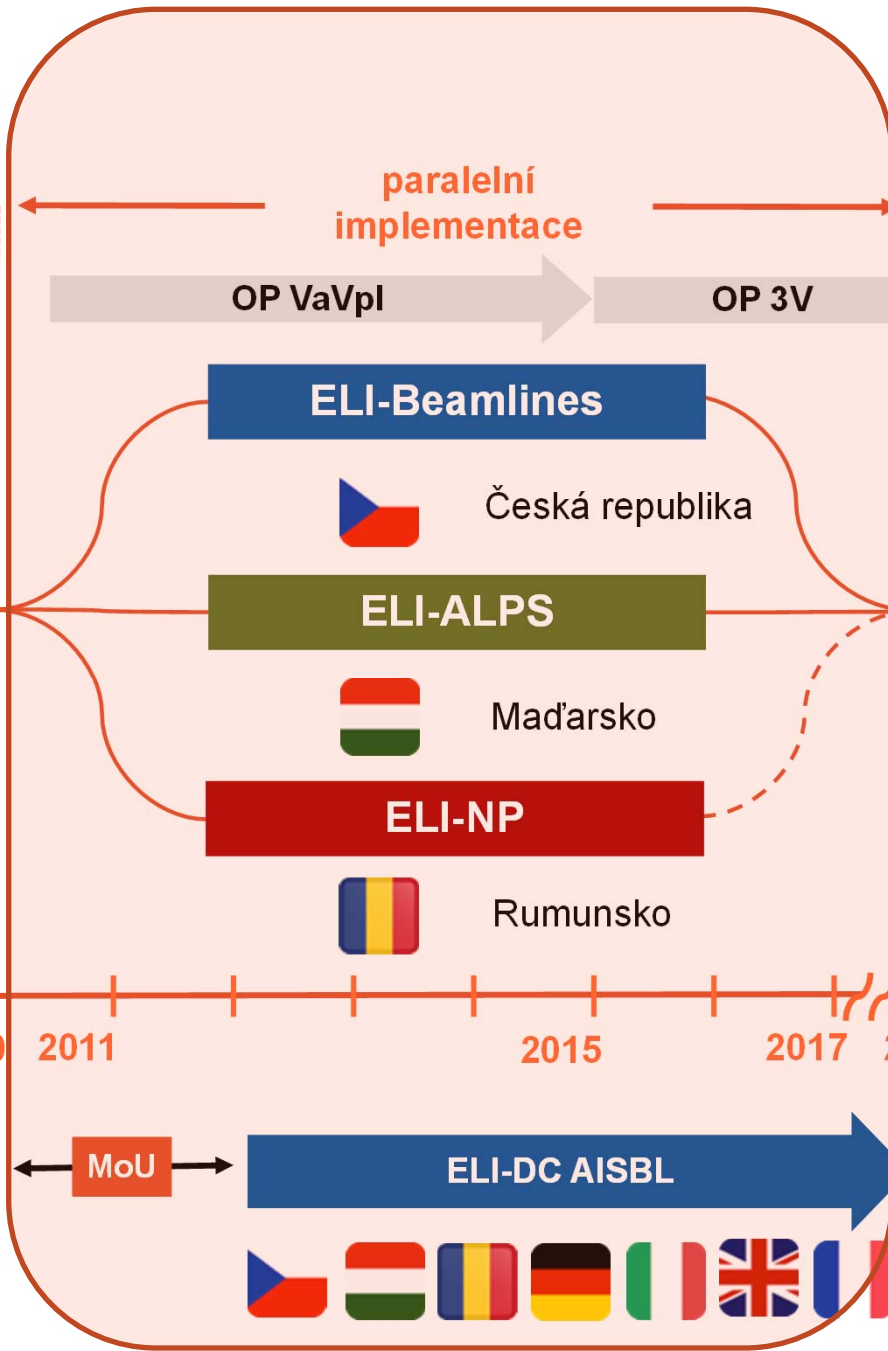 paralelní
implementace
OP VaVpI
OP 3V
ELI-Beamlines
Česká republika
ELI-ALPS
Maďarsko
ELI-NP
Rumunsko
2011
2015
2017
MoU
ELI-DC AISBL